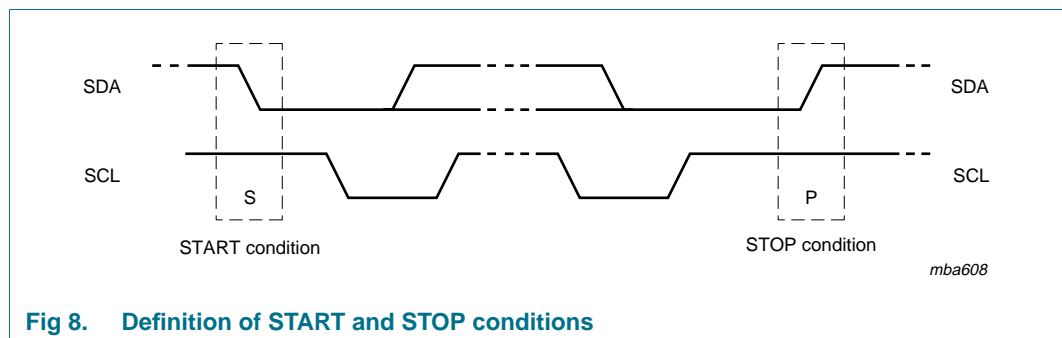 SDA SDA
SCL SCL
S P
START condition STOP condition
mba608
Fig 8. Definition of START and STOP conditions